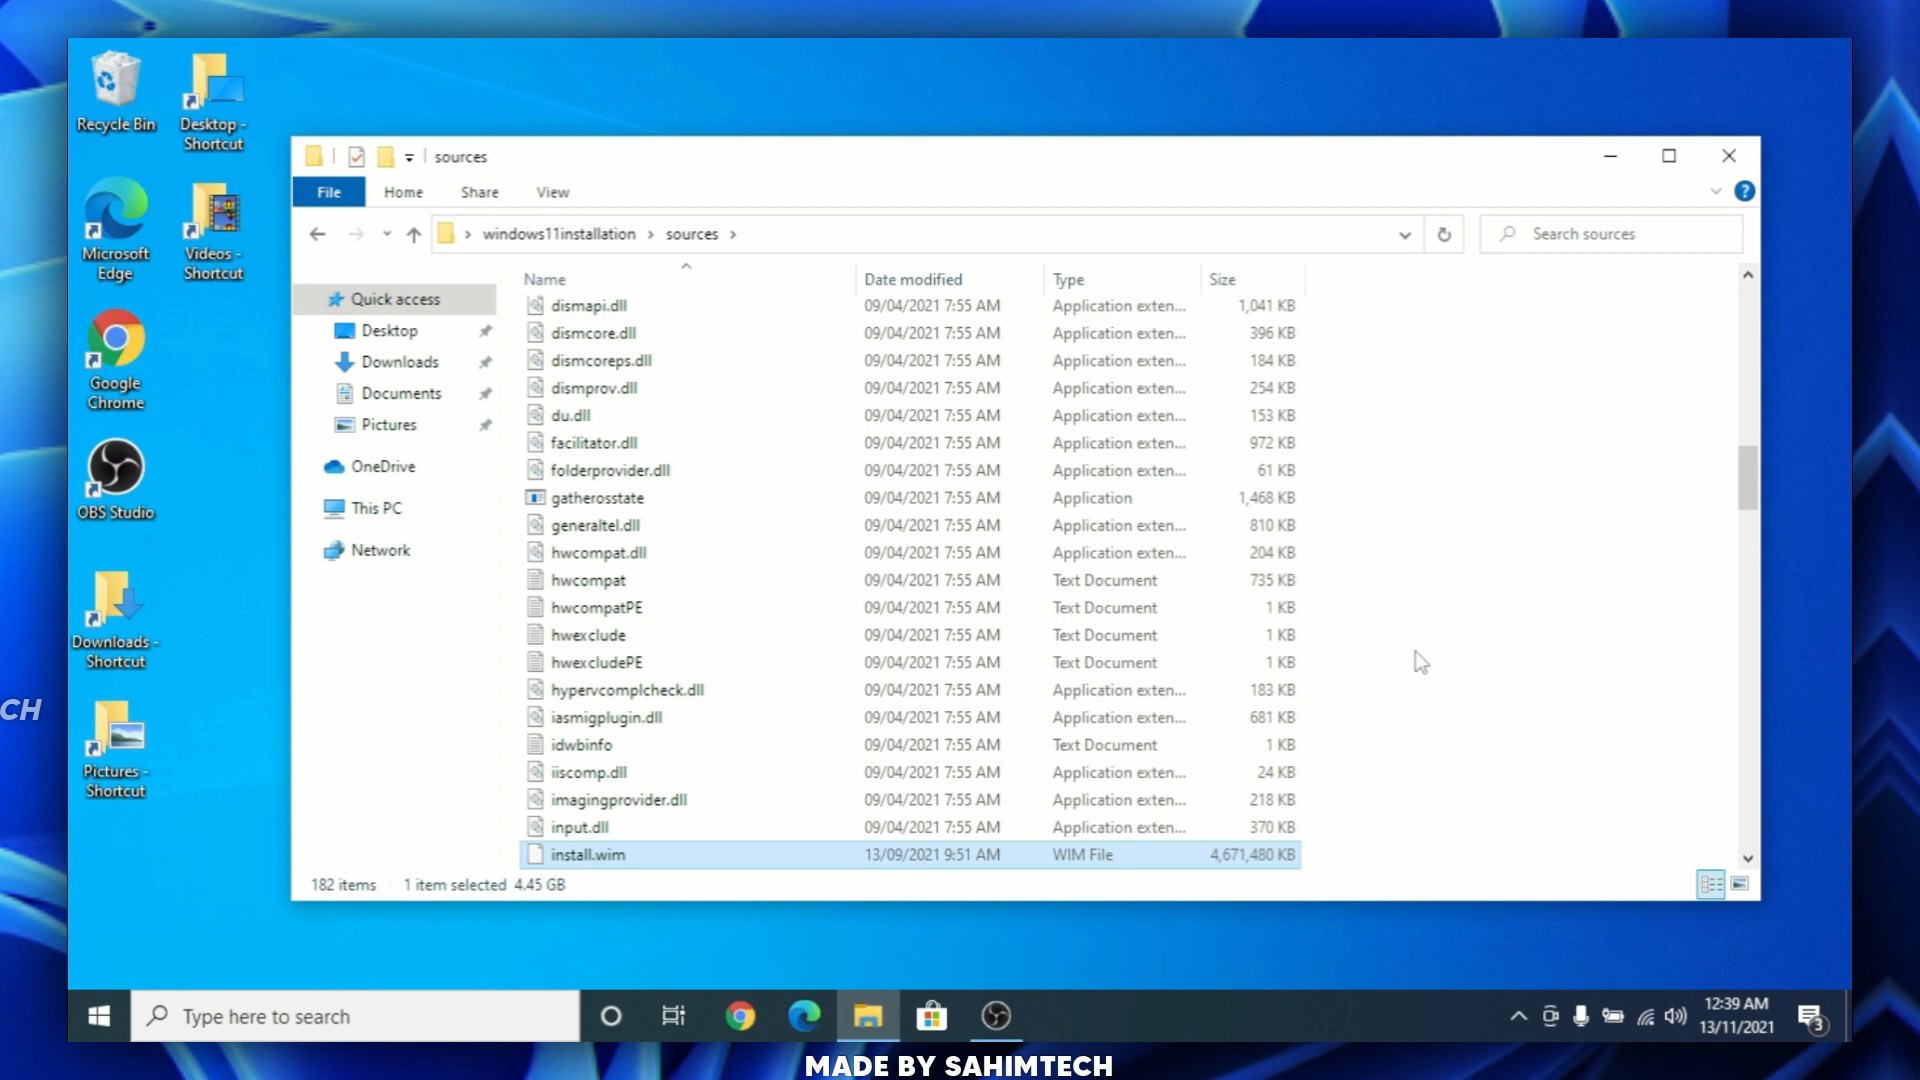 Recycle Bin
Desktop -
Shortcut
Microsoft
Edge
Videos -
Shortcut
Google
Chrome
OBS Studio
Downloads -
Shortcut
Pictures -
Shortcut
CH
sources
File Home Share View
windows11installation sources
Search sources
Quick access
Desktop
Downloads
Documents
Pictures
OneDrive
This PC
Network
Name Date modified Type Size
dismapi.dll 09/04/2021 7:55 AM Application exten... 1,041 KB
dismcore.dll 09/04/2021 7:55 AM Application exten... 396 KB
dismcoreps.dll 09/04/2021 7:55 AM Application exten... 184 KB
dismprov.dll 09/04/2021 7:55 AM Application exten... 254 KB
du.dll 09/04/2021 7:55 AM Application exten... 153 KB
facilitator.dll 09/04/2021 7:55 AM Application exten... 972 KB
folderprovider.dll 09/04/2021 7:55 AM Application exten... 61 KB
gatherosstate 09/04/2021 7:55 AM Application 1,468 KB
generaltel.dll 09/04/2021 7:55 AM Application exten... 810 KB
hwcompat.dll 09/04/2021 7:55 AM Application exten... 204 KB
hwcompat 09/04/2021 7:55 AM Text Document 735 KB
hwcompatPE 09/04/2021 7:55 AM Text Document 1 KB
hwexclude 09/04/2021 7:55 AM Text Document 1 KB
hwexcludePE 09/04/2021 7:55 AM Text Document 1 KB
hypervcomplcheck.dll 09/04/2021 7:55 AM Application exten... 183 KB
iasmigplugin.dll 09/04/2021 7:55 AM Application exten... 681 KB
idwbinfo 09/04/2021 7:55 AM Text Document 1 KB
iiscomp.dll 09/04/2021 7:55 AM Application exten... 24 KB
imagingprovider.dll 09/04/2021 7:55 AM Application exten... 218 KB
input.dll 09/04/2021 7:55 AM Application exten... 370 KB
install.wim 13/09/2021 9:51 AM WIM File 4,671,480 KB
182 items 1 item selected 4.45 GB
Type here to search
12:39 AM
13/11/2021
3
MADE BY SAHIMTECH